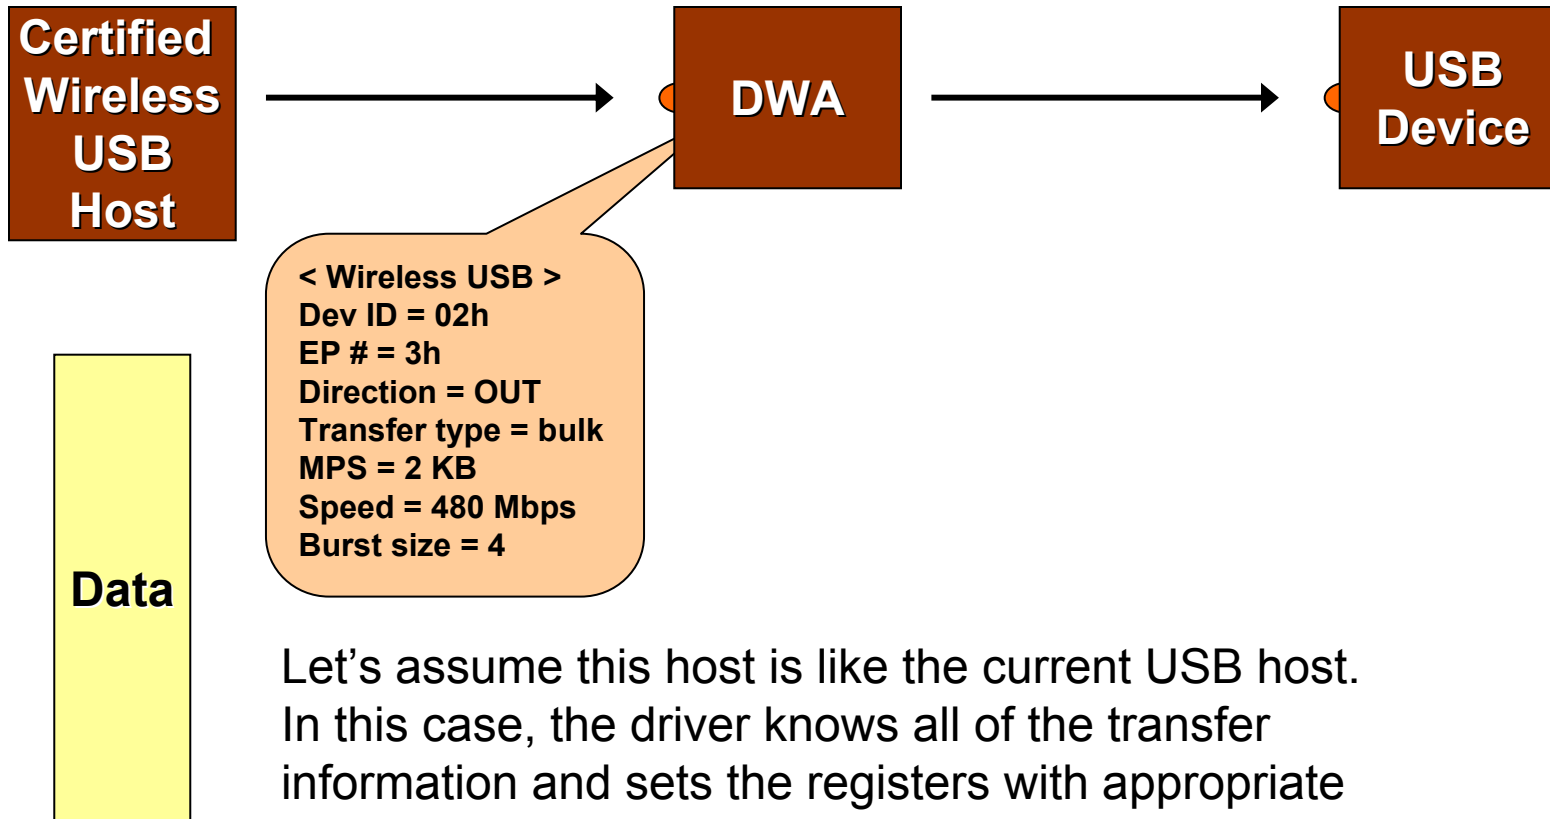 Certified
Wireless
USB
Host
DWA
USB
Device
< Wireless USB >
Dev ID = 02h
EP # = 3h
Direction = OUT
Transfer type = bulk
MPS = 2 KB
Speed = 480 Mbps
Burst size = 4
Data
Let’s assume this host is like the current USB host.
In this case, the driver knows all of the transfer
information and sets the registers with appropriate